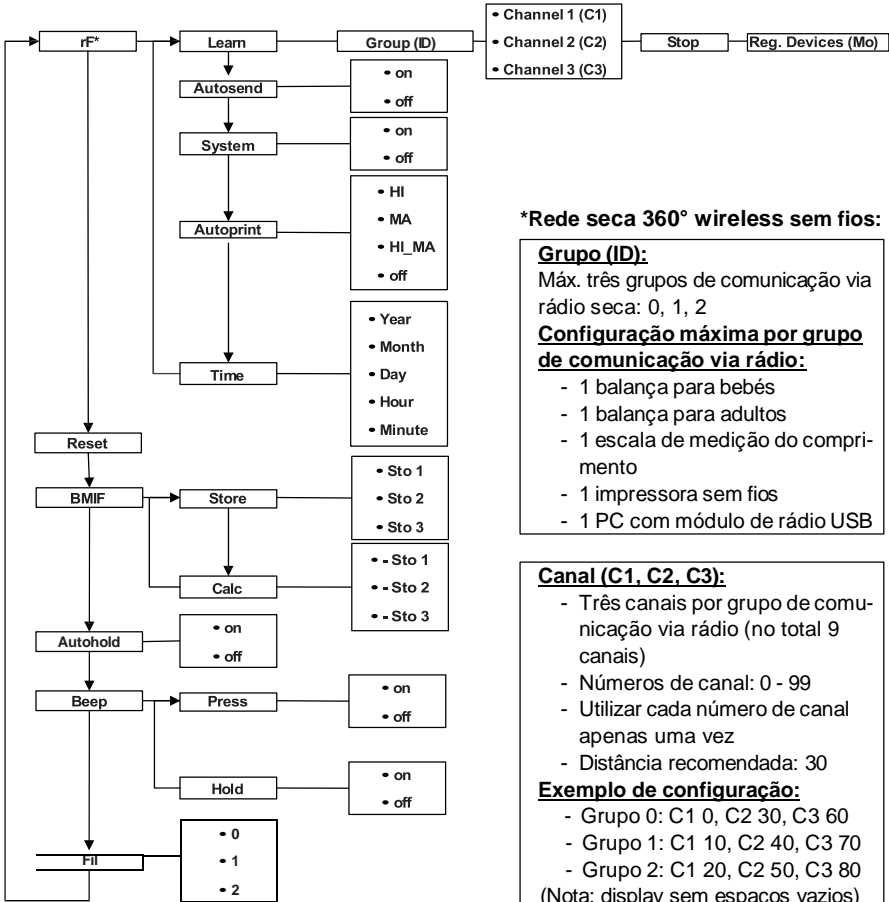 rF*
Learn
Group (ID)
• Channel 1 (C1)
• Channel 2 (C2)
• Channel 3 (C3)
Stop
Reg. Devices (Mo)
Autosend
• on
• off
System
• on
• off
Autoprint
• HI
• MA
• HI_MA
• off
Time
• Year
• Month
• Day
• Hour
• Minute
Reset
BMIF
Store
• Sto 1
• Sto 2
• Sto 3
Calc
• - Sto 1
• - Sto 2
• - Sto 3
Autohold
• on
• off
Beep
Press
• on
• off
Hold
• on
• off
Fil
• 0
• 1
• 2
*Rede seca 360° wireless sem fios:
Grupo (ID):
Máx. três grupos de comunicação via
rádio seca: 0, 1, 2
Configuração máxima por grupo
de comunicação via rádio:
- 1 balança para bebés
- 1 balança para adultos
- 1 escala de medição do compri-
mento
- 1 impressora sem fios
- 1 PC com módulo de rádio USB
Canal (C1, C2, C3):
- Três canais por grupo de comu-
nicação via rádio (no total 9
canais)
- Números de canal: 0 - 99
- Utilizar cada número de canal
apenas uma vez
- Distância recomendada: 30
Exemplo de configuração:
- Grupo 0: C1 0, C2 30, C3 60
- Grupo 1: C1 10, C2 40, C3 70
- Grupo 2: C1 20, C2 50, C3 80
(Nota: display sem espaços vazios)